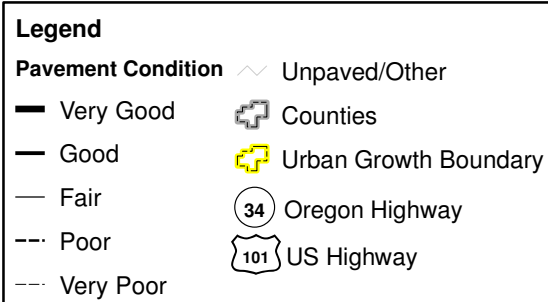 Legend
Pavement Condition
Very Good
Good
Fair
Poor
Very Poor
Unpaved/Other
Counties
Urban Growth Boundary
34 Oregon Highway
101 US Highway